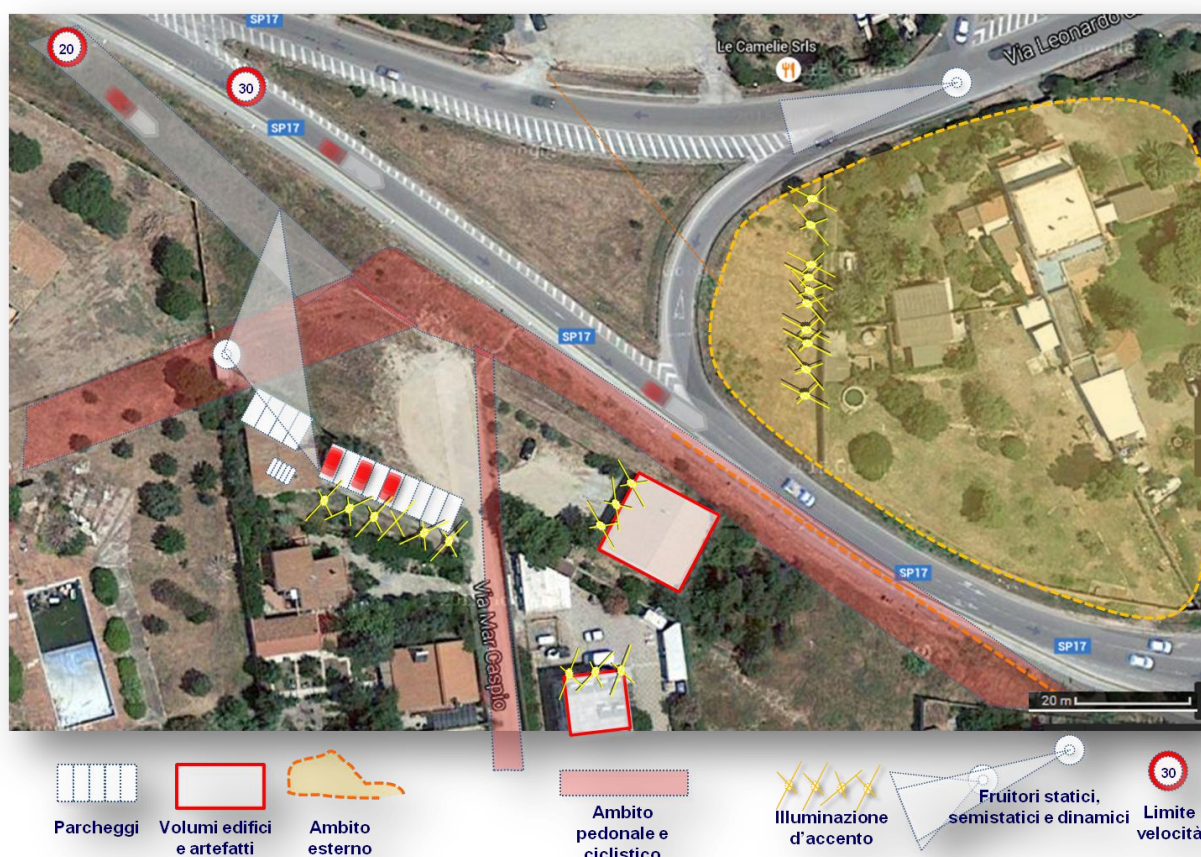 SP17
Le Camelie Srls
Via Leonardo
20
30
SP17
SP17
SP17
SP17
Via Mar Caspio
20 m
Parcheggi
Volumi edifici
e artefatti
Ambito
esterno
Ambito
pedonale e
ciclistico
Illuminazione
d'accento
Fruitori statici,
semistatici e dinamici
30
Limite
velocità